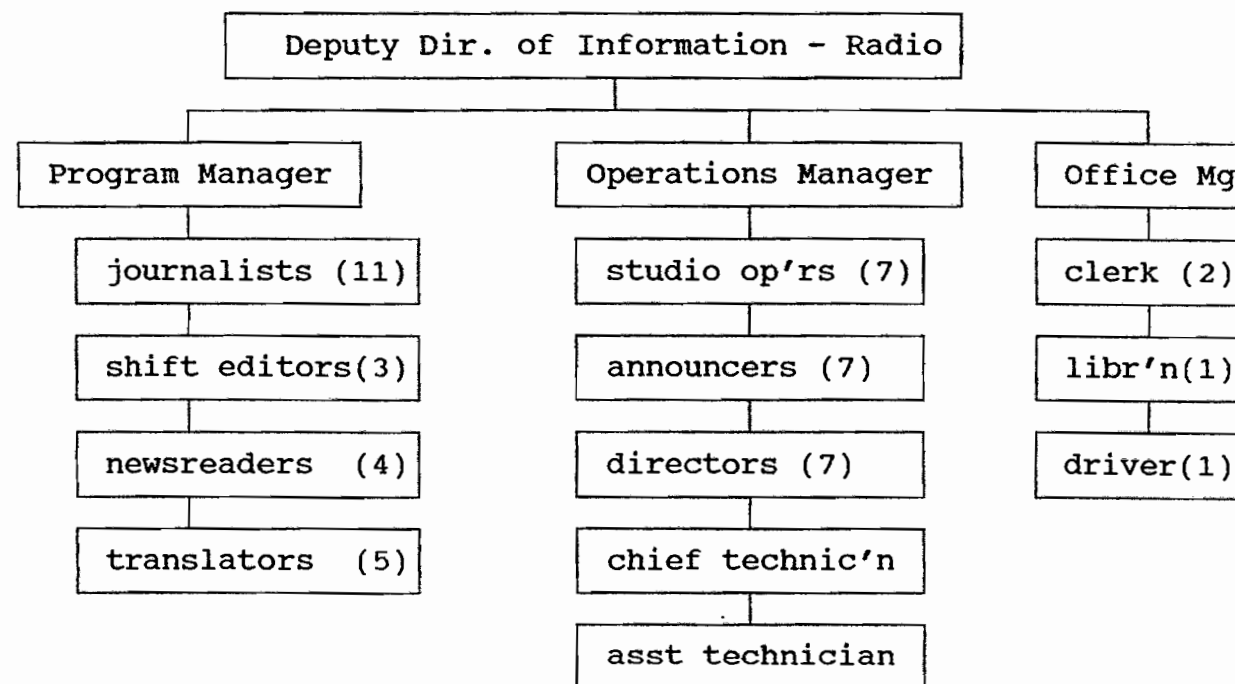 Deputy Dir. of Information - Radio
Program Manager
journalists (11)
shift editors(3)
newsreaders (4)
translators (5)
Operations Manager
studio op'rs (7)
announcers (7)
directors (7)
chief technic'n
asst technician
Office Mg
clerk (2)
libr'n(1)
driver(1)